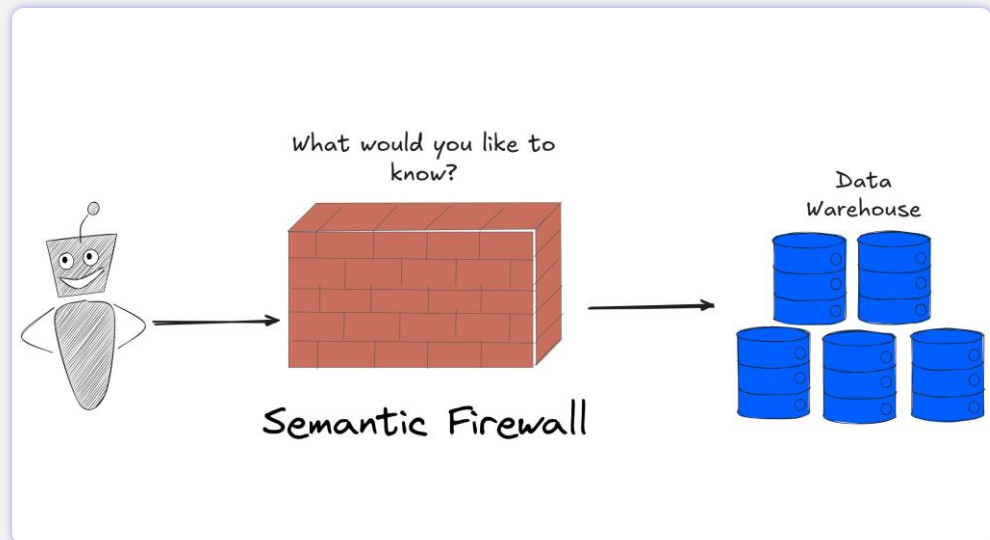 What would you like to
know?
Data
Warehouse
Semantic Firewall